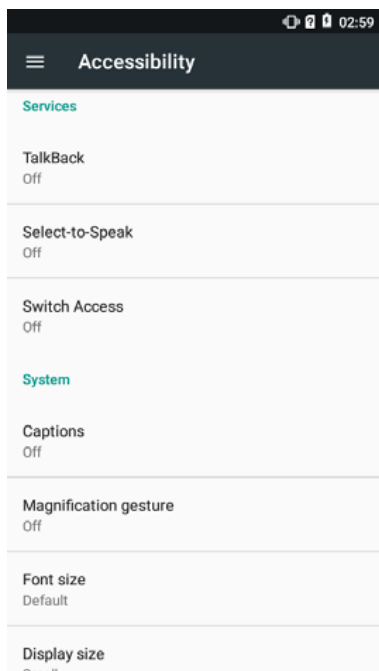 02:59
Accessibility
Services
TalkBack
Off
Select-to-Speak
Off
Switch Access
Off
System
Captions
Off
Magnification gesture
Off
Font size
Default
Display size